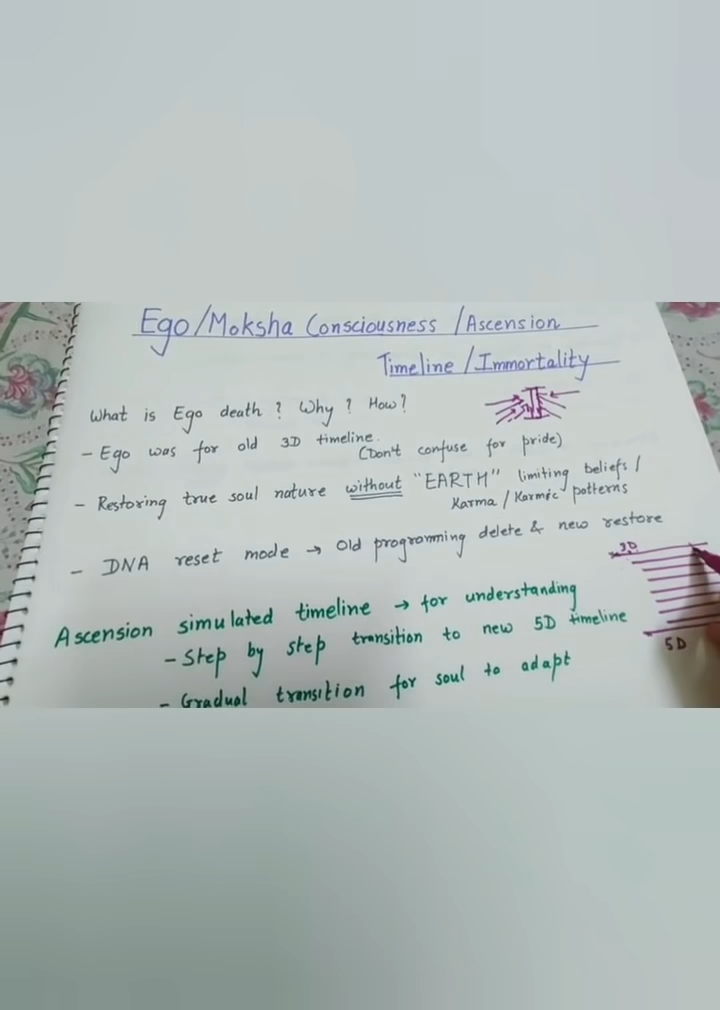 Ego/Moksha Consciousness /Ascension
Timeline/Immortality
What is Ego death? Why? How?
- Ego was for old 3D timeline.
(Don't confuse for pride)
- Restoring true soul nature without "EARTH" limiting beliefs/
Karma/Karmic patterns
- DNA reset mode → Old programming delete & new restore
3D
Ascension simulated timeline → for understanding
- Step by step transition to new 5D timeline
5D
- Gradual transition for soul to adapt